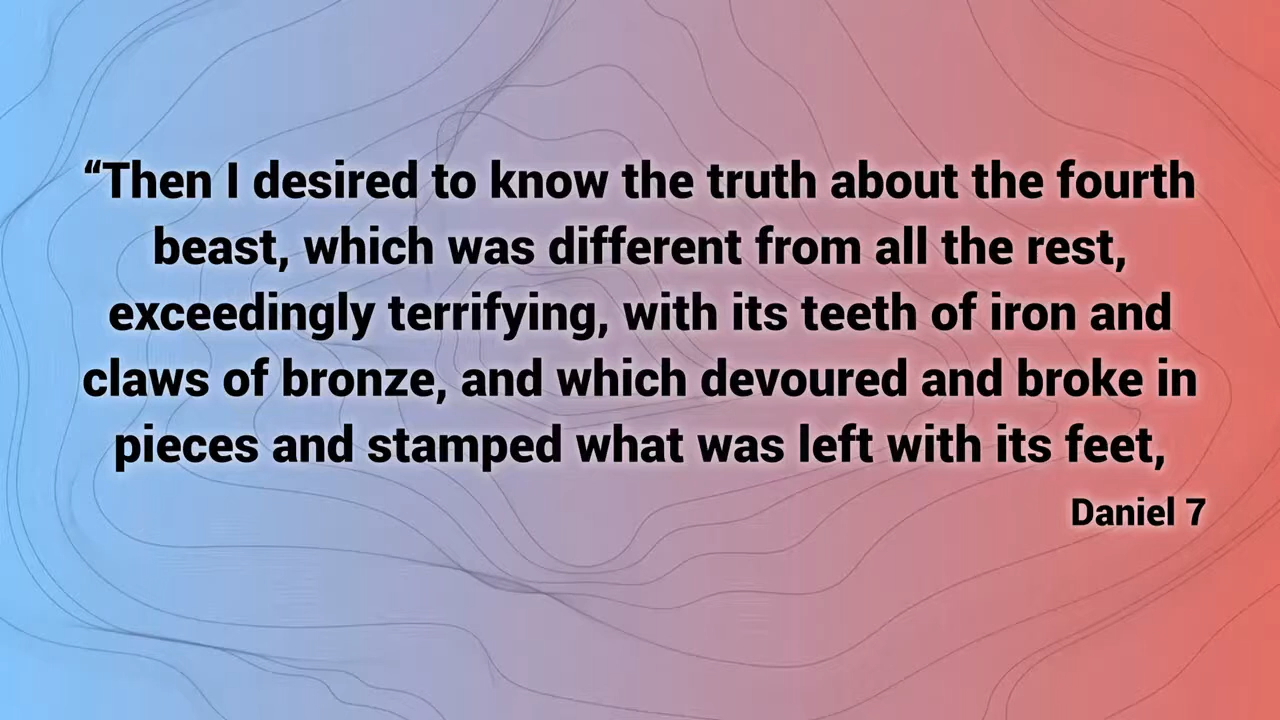 “Then I desired to know the truth about the fourth
beast, which was different from all the rest,
exceedingly terrifying, with its teeth of iron and
claws of bronze, and which devoured and broke in
pieces and stamped what was left with its feet,
Daniel 7